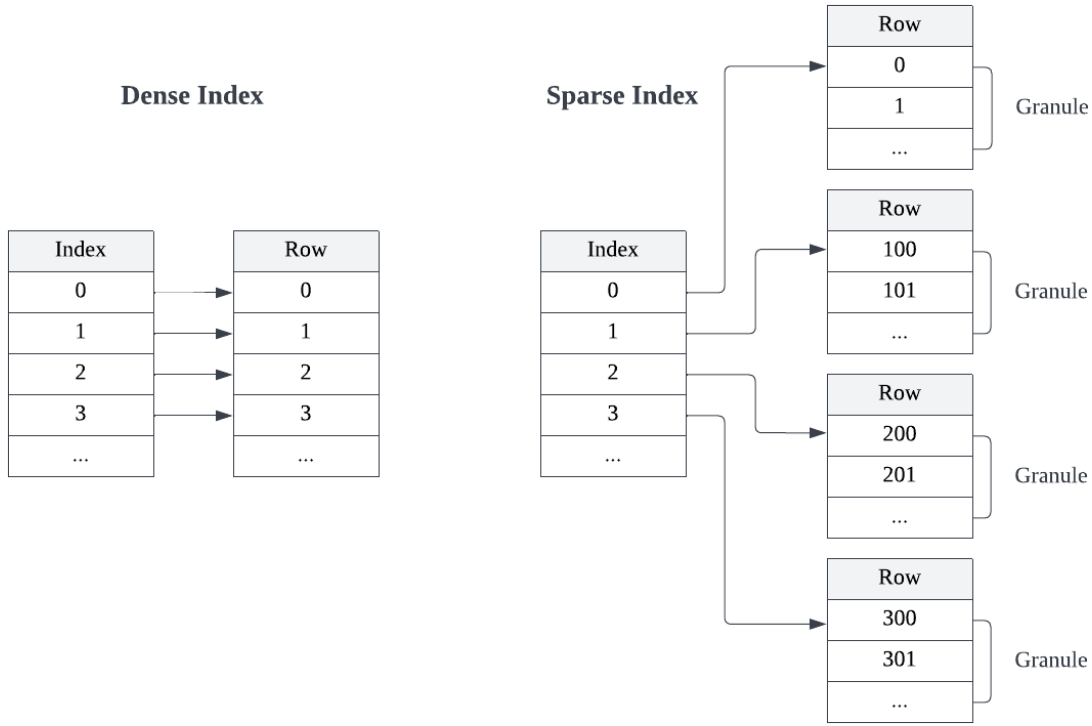 Dense Index
Index
0
1
2
3
...
Row
0
1
2
3
...
Sparse Index
Index
0
1
2
3
...
Row
0
1
...
Granule
Row
100
101
...
Granule
Row
200
201
...
Granule
Row
300
301
...
Granule